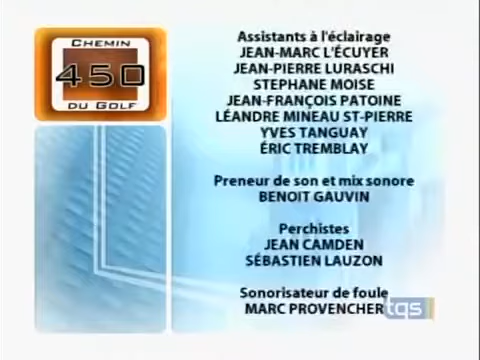 CHEMIN
450
DU GOLF
Assistants à l'éclairage
JEAN-MARC L'ÉCUYER
JEAN-PIERRE LURASCHI
STEPHANE MOISE
JEAN-FRANÇOIS PATOINE
LÉANDRE MINEAU ST-PIERRE
YVES TANGUAY
ÉRIC TREMBLAY
Preneur de son et mix sonore
BENOIT GAUVIN
Perchistes
JEAN CAMDEN
SÉBASTIEN LAUZON
Sonorisateur de foule
MARC PROVENCHER
tqs